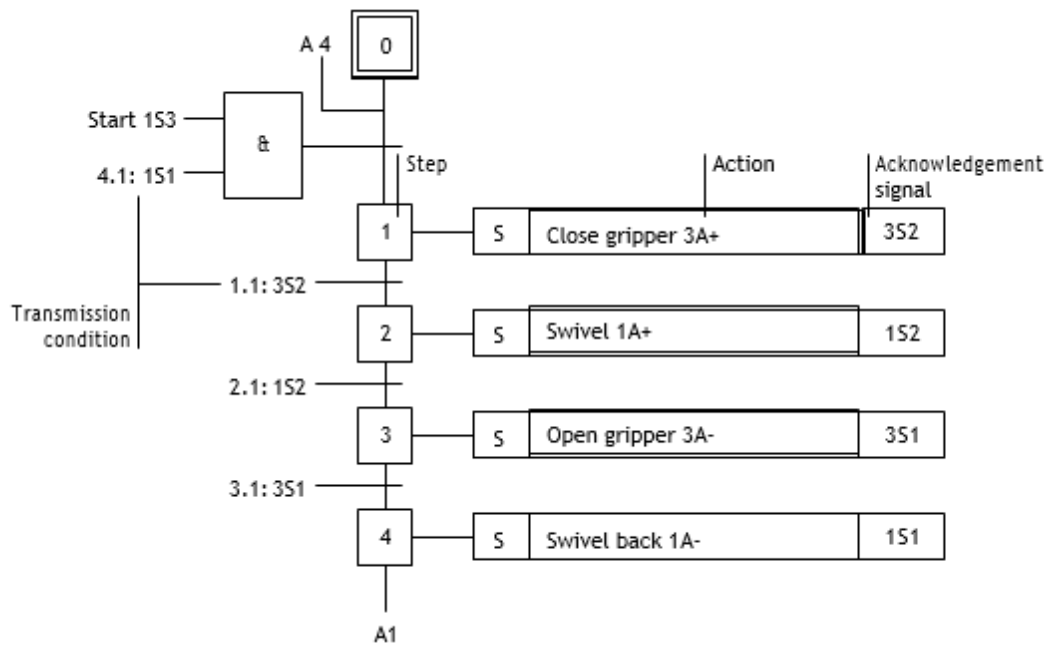 A 4
0
Start 1S3
&
4.1: 1S1
Step
Action
Acknowledgement
signal
1
S
Close gripper 3A+
3S2
1.1: 3S2
Transmission
condition
2
S
Swivel 1A+
1S2
2.1: 1S2
3
S
Open gripper 3A-
3S1
3.1: 3S1
4
S
Swivel back 1A-
1S1
A1